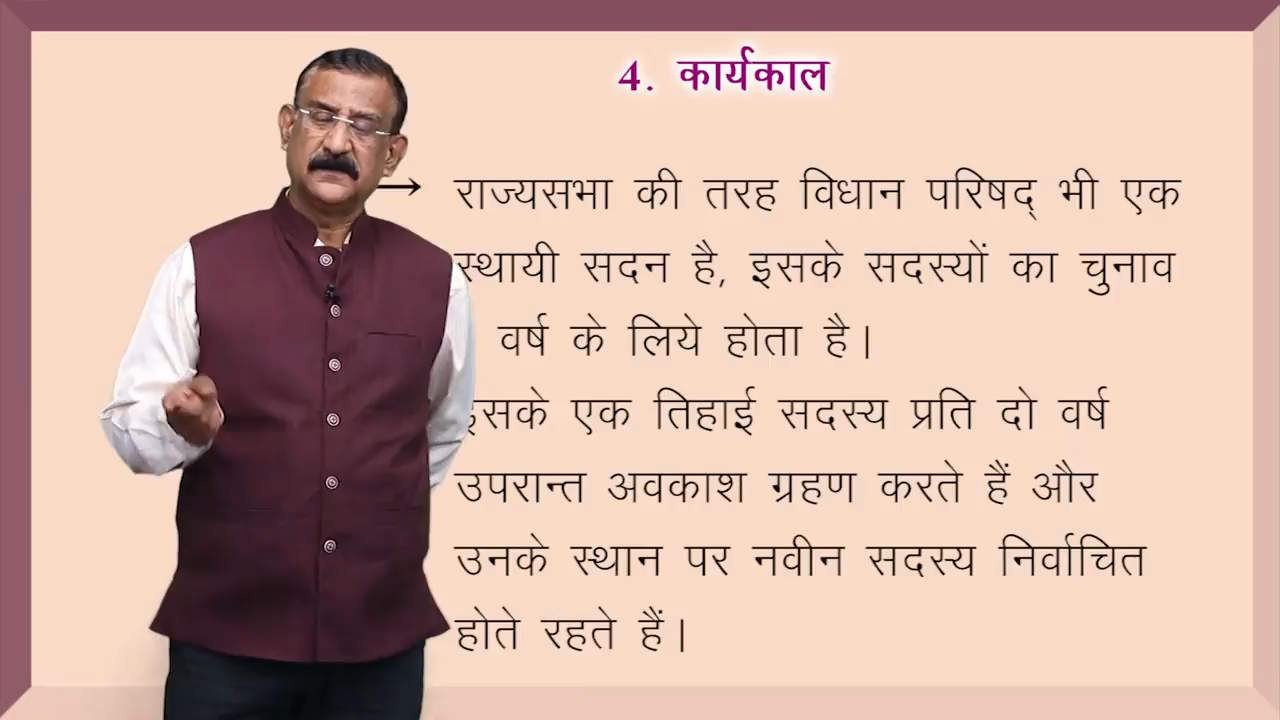 4. कार्यकाल
→ राज्यसभा की तरह विधान परिषद् भी एक
स्थायी सदन है, इसके सदस्यों का चुनाव
वर्ष के लिये होता है।
इसके एक तिहाई सदस्य प्रति दो वर्ष
उपरान्त अवकाश ग्रहण करते हैं और
उनके स्थान पर नवीन सदस्य निर्वाचित
होते रहते हैं।